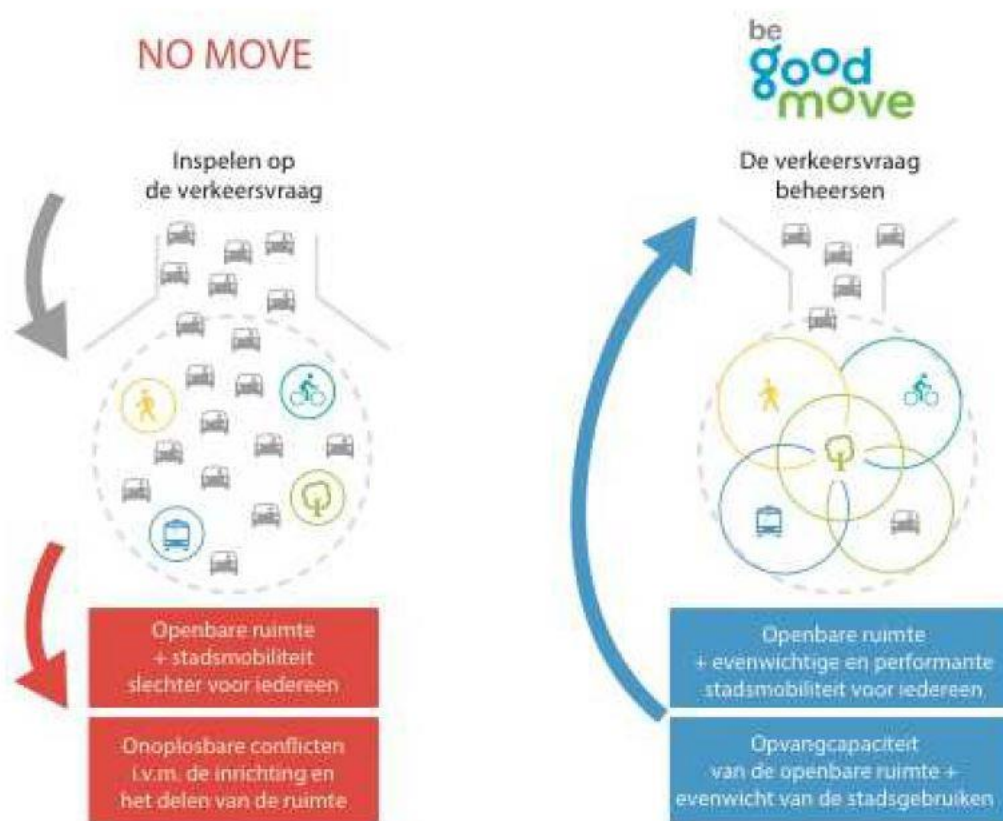 NO MOVE
Inspelen op
de verkeersvraag
Openbare ruimte
+ stadsmobiliteit
slechter voor iedereen
Onoplosbare conflicten
i.v.m. de inrichting en
het delen van de ruimte
be
good
move
De verkeersvraag
beheersen
Openbare ruimte
+ evenwichtige en performante
stadsmobiliteit voor iedereen
Opvangcapaciteit
van de openbare ruimte +
evenwicht van de stadsgebruiken